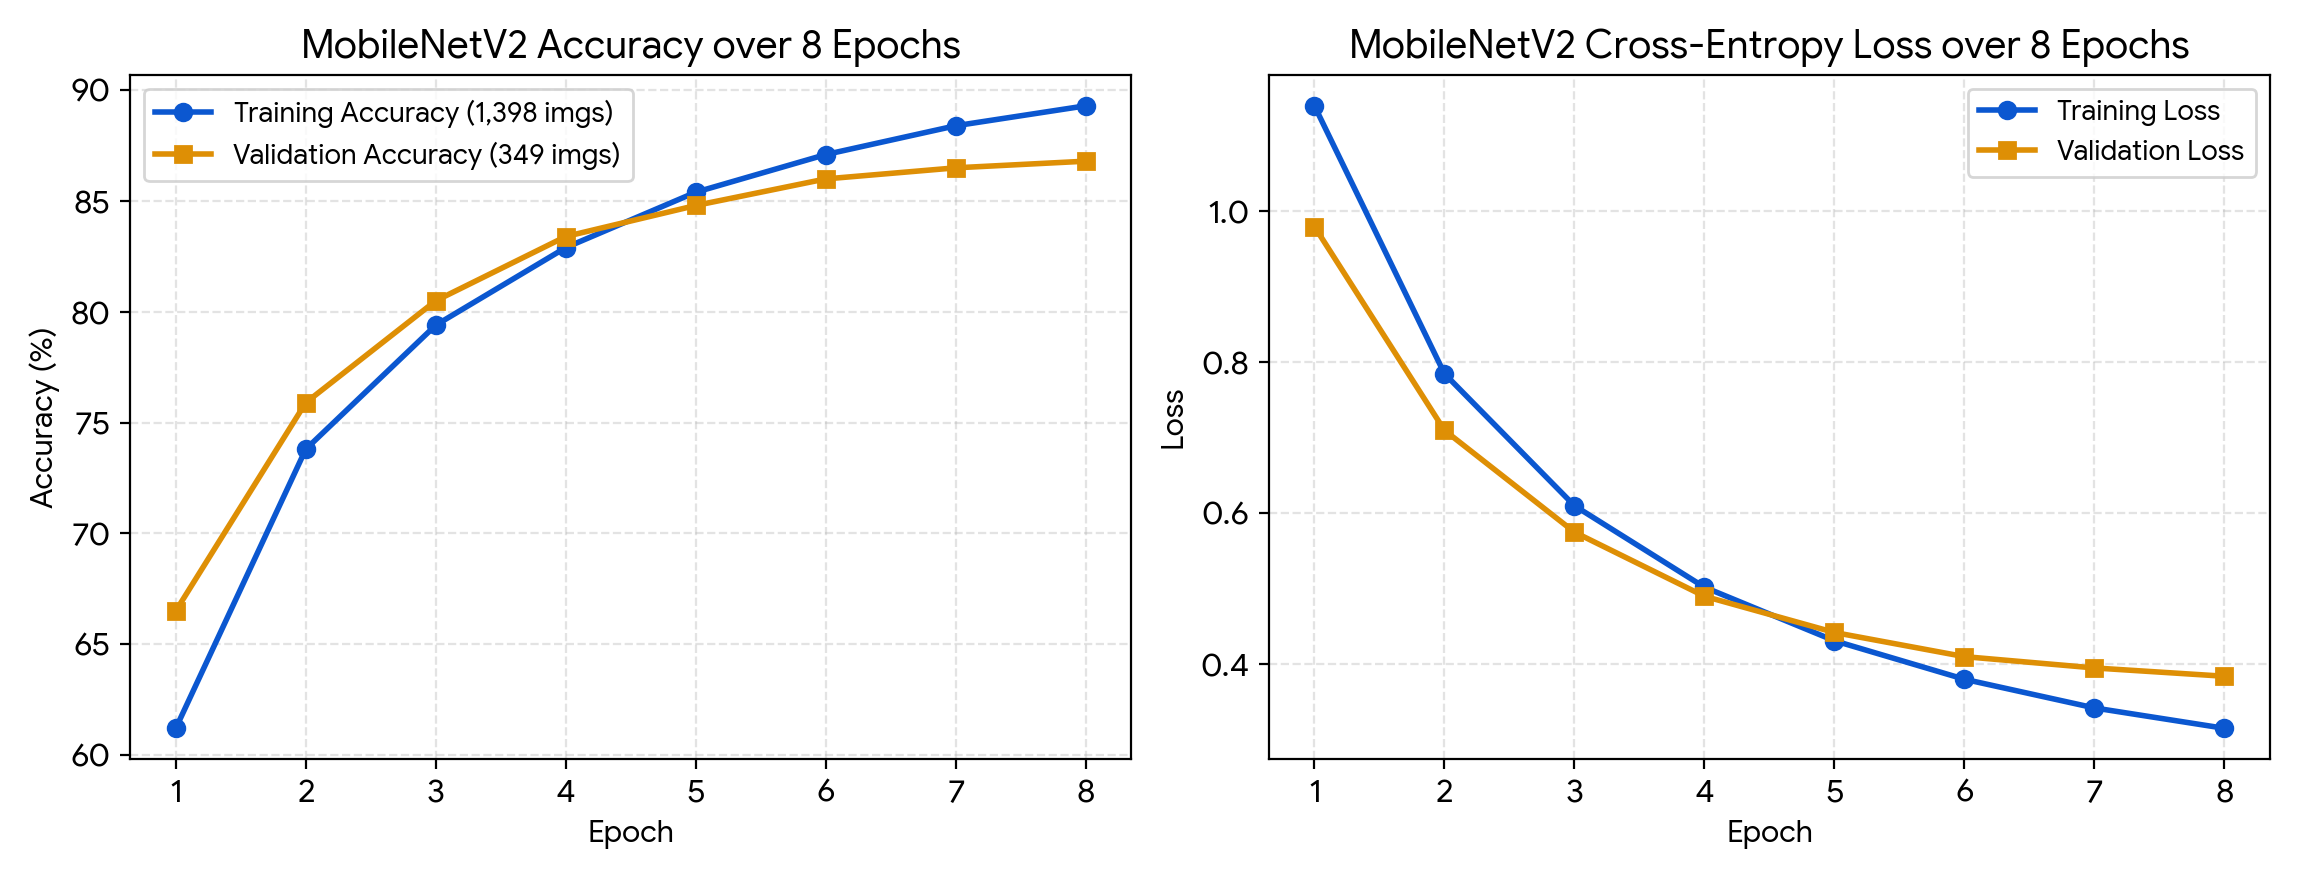 MobileNetV2 Accuracy over 8 Epochs
Training Accuracy (1,398 imgs)
Validation Accuracy (349 imgs)
Accuracy (%)
90
85
80
75
70
65
60
1 2 3 4 5 6 7 8
Epoch
MobileNetV2 Cross-Entropy Loss over 8 Epochs
Training Loss
Validation Loss
Loss
1.0
0.8
0.6
0.4
1 2 3 4 5 6 7 8
Epoch